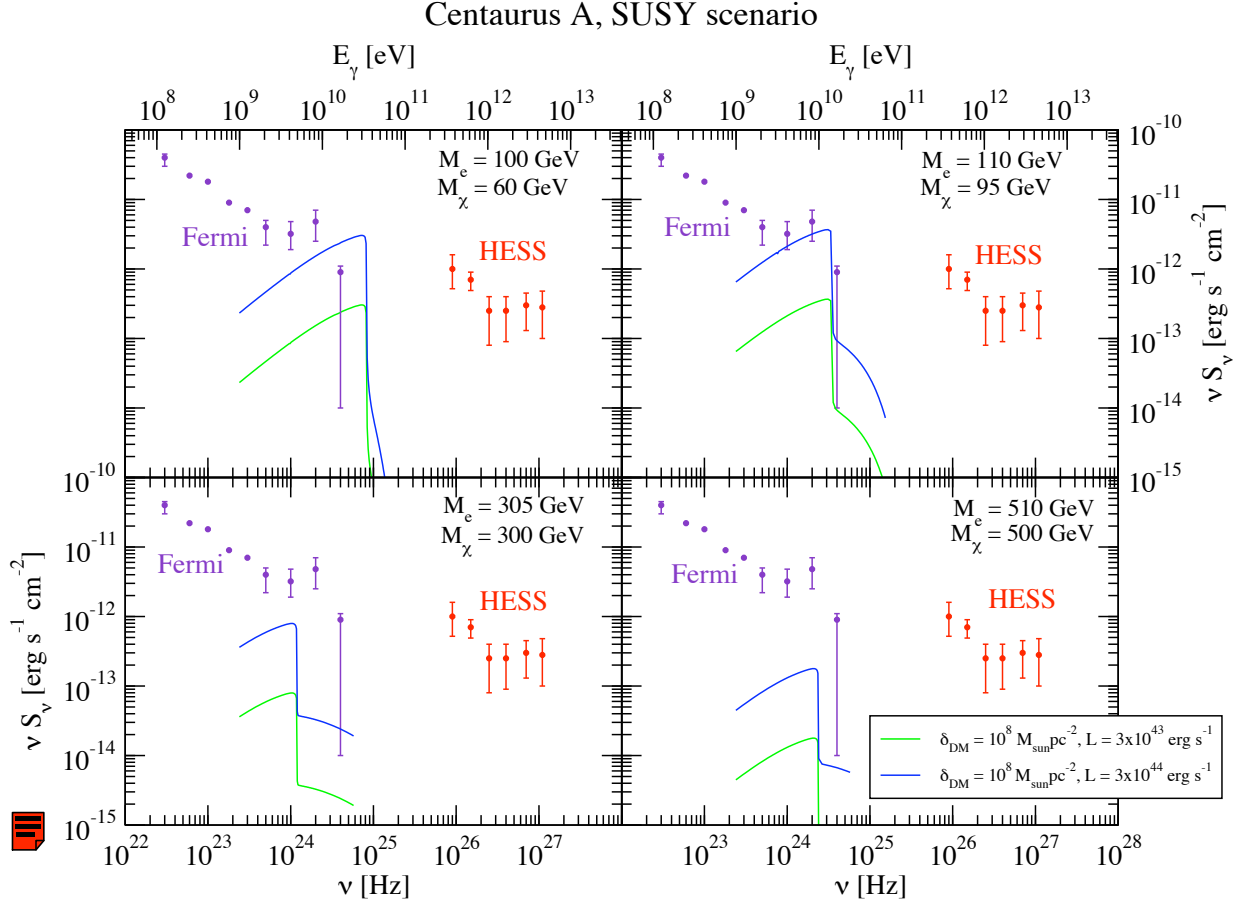 Centaurus A, SUSY scenario
E_γ [eV]
E_γ [eV]
10^8 10^9 10^10 10^11 10^12 10^13
10^8 10^9 10^10 10^11 10^12 10^13
M_e = 100 GeV
M_χ = 60 GeV
Fermi
HESS
M_e = 110 GeV
M_χ = 95 GeV
Fermi
HESS
10^-10
10^-11
10^-12
10^-13
10^-14
10^-15
ν S_ν [erg s^-1 cm^-2]
M_e = 305 GeV
M_χ = 300 GeV
Fermi
HESS
M_e = 510 GeV
M_χ = 500 GeV
Fermi
HESS
10^-10
10^-11
10^-12
10^-13
10^-14
10^-15
ν S_ν [erg s^-1 cm^-2]
δ_DM = 10^8 M_sun pc^-2, L = 3x10^43 erg s^-1
δ_DM = 10^8 M_sun pc^-2, L = 3x10^44 erg s^-1
10^22 10^23 10^24 10^25 10^26 10^27
10^23 10^24 10^25 10^26 10^27 10^28
ν [Hz]
ν [Hz]